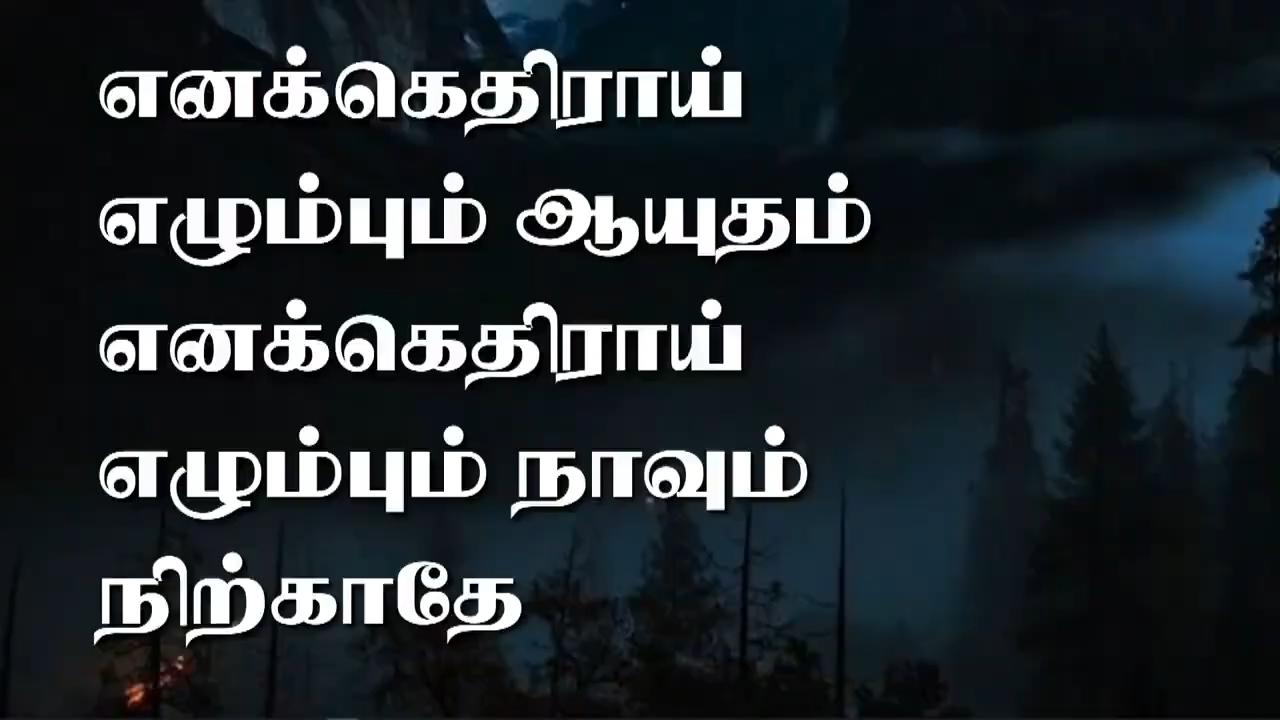 எனக்கெதிராய்
எழும்பும் ஆயுதம்
எனக்கெதிராய்
எழும்பும் நாவும்
நிற்காதே